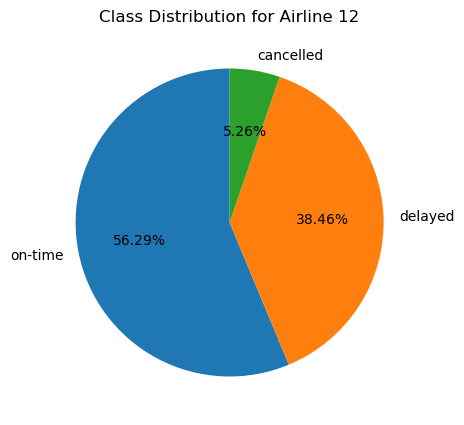 Class Distribution for Airline 12
cancelled
5.26%
38.46%
delayed
56.29%
on-time